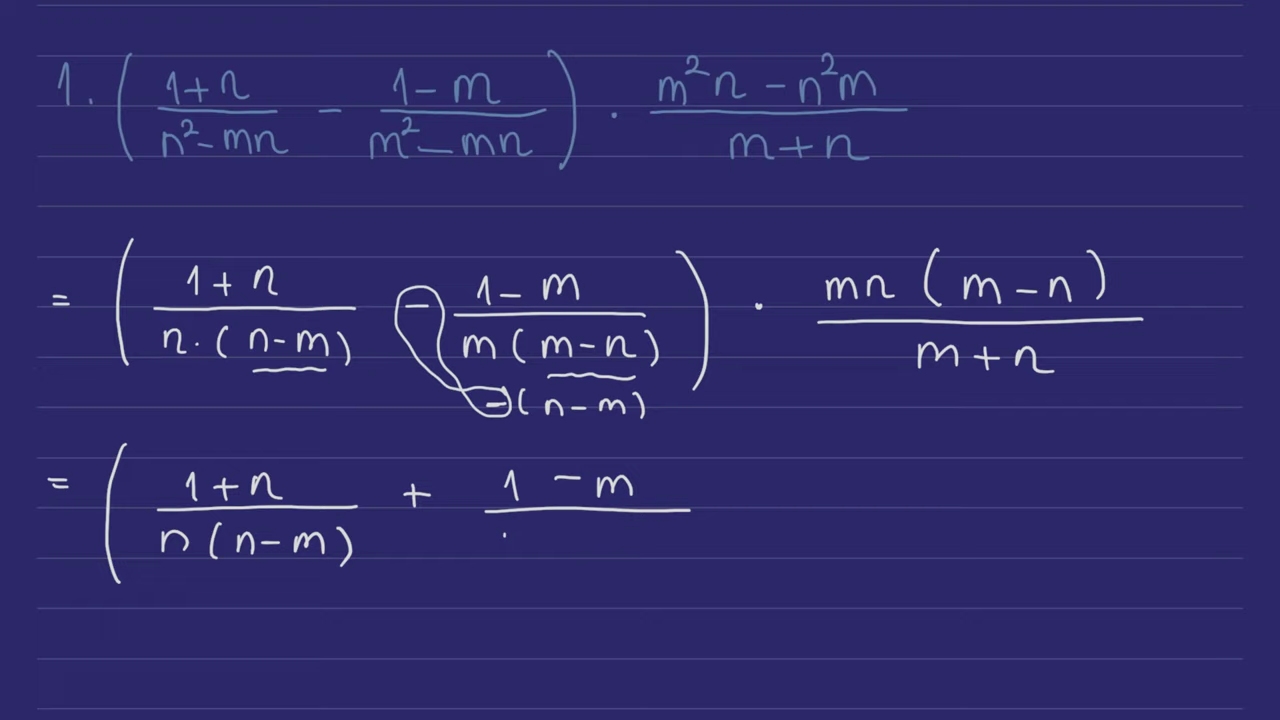 1. ( (1+n)/(n²-mn) - (1-m)/(m²-mn) ) · (m²n-n²m)/(m+n)
= ( (1+n)/(n·(n-m)) - (1-m)/(m(m-n)) ) · (mn(m-n))/(m+n)
-(n-m)
= ( (1+n)/(n(n-m)) + (1-m)/